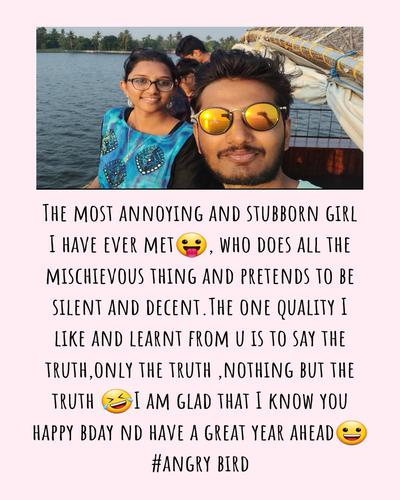 The most annoying and stubborn girl
I have ever met😛, who does all the
mischievous thing and pretends to be
silent and decent.The one quality I
like and learnt from u is to say the
truth,only the truth ,nothing but the
truth 🤣I am glad that I know you
happy bday nd have a great year ahead😀
#angry bird